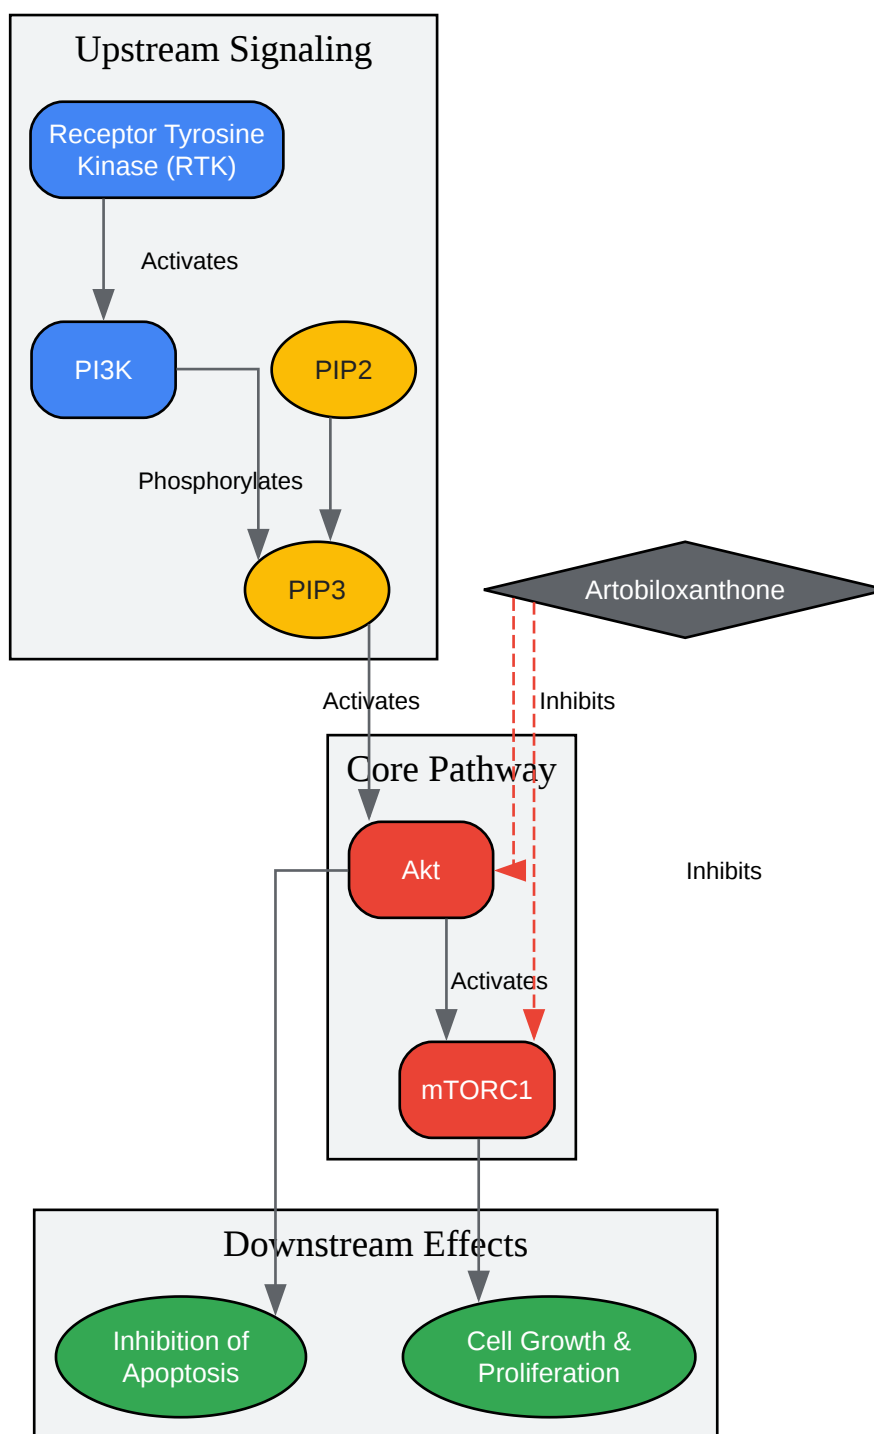 Upstream Signaling
Receptor Tyrosine
Kinase (RTK)
Activates
PI3K
PIP2
Phosphorylates
PIP3
Artobiloxanthone
Activates
Inhibits
Core Pathway
Akt
Inhibits
Activates
mTORC1
Downstream Effects
Inhibition of
Apoptosis
Cell Growth &
Proliferation